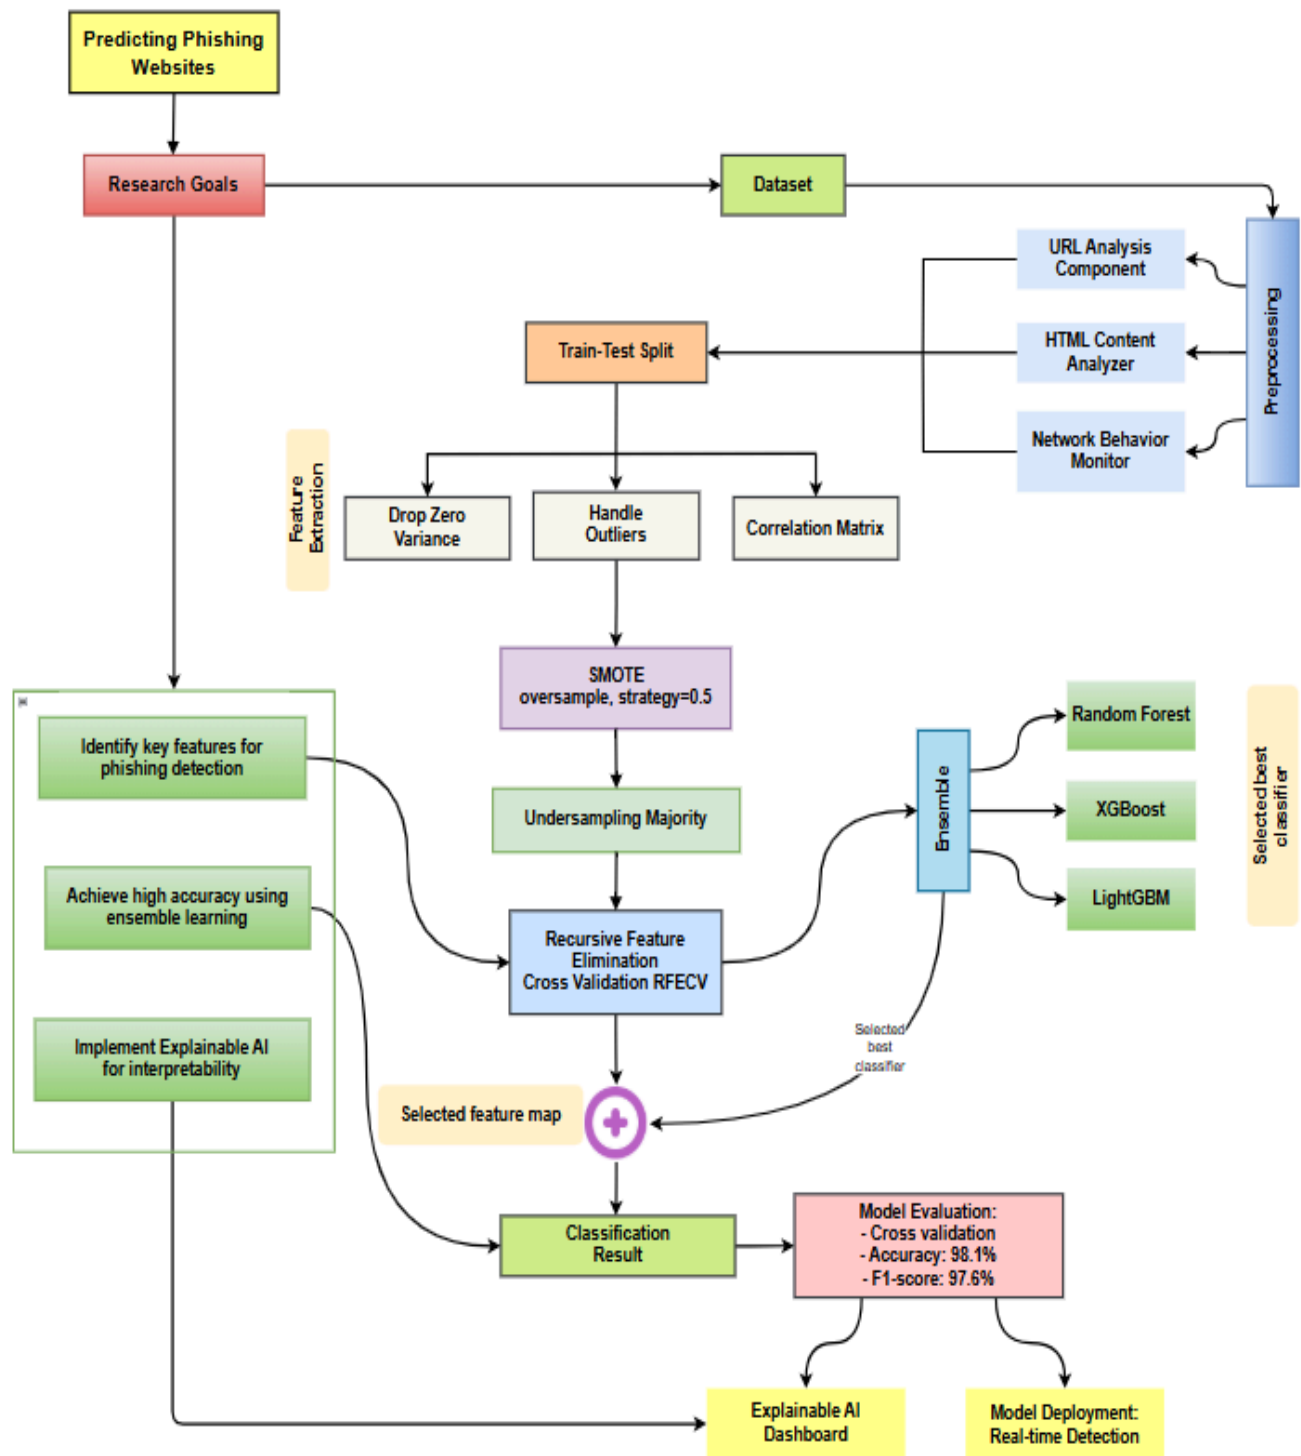 Predicting Phishing
Websites
Research Goals
Dataset
Preprocessing
URL Analysis
Component
HTML Content
Analyzer
Network Behavior
Monitor
Train-Test Split
Feature
Extraction
Drop Zero
Variance
Handle
Outliers
Correlation Matrix
SMOTE
oversample, strategy=0.5
Undersampling Majority
Identify key features for
phishing detection
Achieve high accuracy using
ensemble learning
Implement Explainable AI
for interpretability
Recursive Feature
Elimination
Cross Validation RFECV
Ensemble
Random Forest
XGBoost
LightGBM
Selected best
classifier
Selected
best
classifier
Selected feature map
Classification
Result
Model Evaluation:
- Cross validation
- Accuracy: 98.1%
- F1-score: 97.6%
Explainable AI
Dashboard
Model Deployment:
Real-time Detection